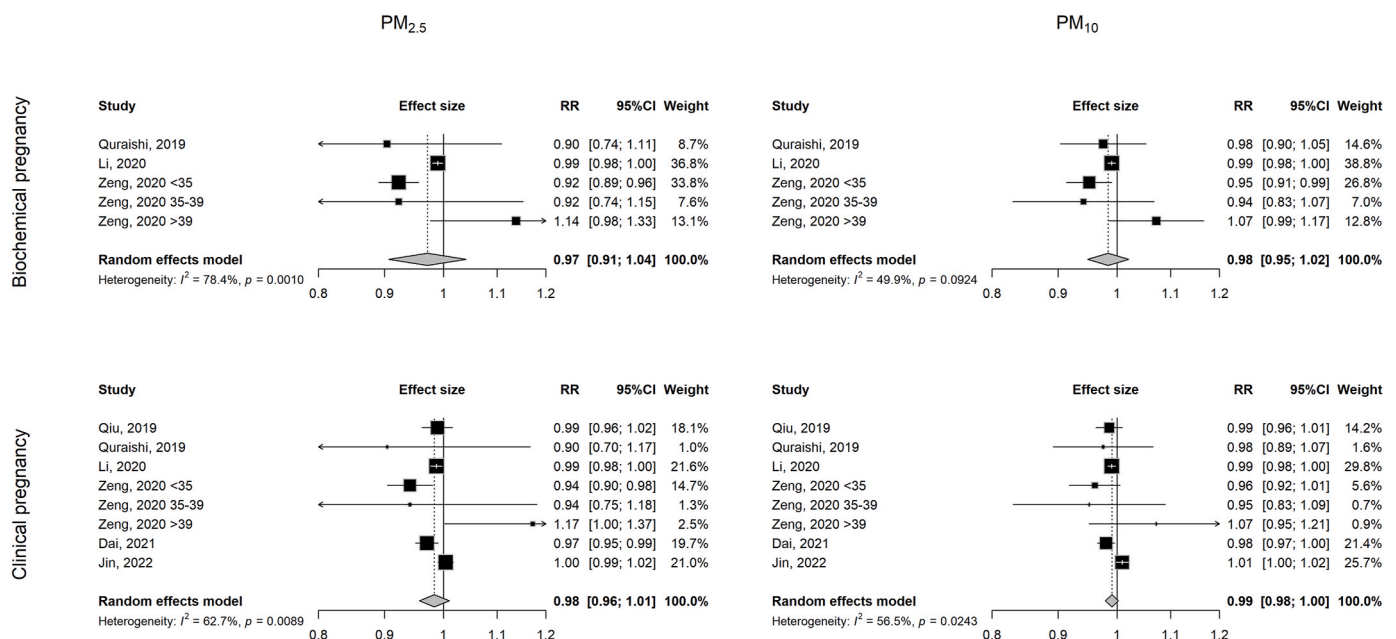 PM2.5
PM10
Biochemical pregnancy
Study Effect size RR 95%CI Weight
Quraishi, 2019 0.90 [0.74; 1.11] 8.7%
Li, 2020 0.99 [0.98; 1.00] 36.8%
Zeng, 2020 <35 0.92 [0.89; 0.96] 33.8%
Zeng, 2020 35-39 0.92 [0.74; 1.15] 7.6%
Zeng, 2020 >39 1.14 [0.98; 1.33] 13.1%
Random effects model 0.97 [0.91; 1.04] 100.0%
Heterogeneity: I2 = 78.4%, p = 0.0010
0.8 0.9 1 1.1 1.2
Study Effect size RR 95%CI Weight
Quraishi, 2019 0.98 [0.90; 1.05] 14.6%
Li, 2020 0.99 [0.98; 1.00] 38.8%
Zeng, 2020 <35 0.95 [0.91; 0.99] 26.8%
Zeng, 2020 35-39 0.94 [0.83; 1.07] 7.0%
Zeng, 2020 >39 1.07 [0.99; 1.17] 12.8%
Random effects model 0.98 [0.95; 1.02] 100.0%
Heterogeneity: I2 = 49.9%, p = 0.0924
0.8 0.9 1 1.1 1.2
Clinical pregnancy
Study Effect size RR 95%CI Weight
Qiu, 2019 0.99 [0.96; 1.02] 18.1%
Quraishi, 2019 0.90 [0.70; 1.17] 1.0%
Li, 2020 0.99 [0.98; 1.00] 21.6%
Zeng, 2020 <35 0.94 [0.90; 0.98] 14.7%
Zeng, 2020 35-39 0.94 [0.75; 1.18] 1.3%
Zeng, 2020 >39 1.17 [1.00; 1.37] 2.5%
Dai, 2021 0.97 [0.95; 0.99] 19.7%
Jin, 2022 1.00 [0.99; 1.02] 21.0%
Random effects model 0.98 [0.96; 1.01] 100.0%
Heterogeneity: I2 = 62.7%, p = 0.0089
0.8 0.9 1 1.1 1.2
Study Effect size RR 95%CI Weight
Qiu, 2019 0.99 [0.96; 1.01] 14.2%
Quraishi, 2019 0.98 [0.89; 1.07] 1.6%
Li, 2020 0.99 [0.98; 1.00] 29.8%
Zeng, 2020 <35 0.96 [0.92; 1.01] 5.6%
Zeng, 2020 35-39 0.95 [0.83; 1.09] 0.7%
Zeng, 2020 >39 1.07 [0.95; 1.21] 0.9%
Dai, 2021 0.98 [0.97; 1.00] 21.4%
Jin, 2022 1.01 [1.00; 1.02] 25.7%
Random effects model 0.99 [0.98; 1.00] 100.0%
Heterogeneity: I2 = 56.5%, p = 0.0243
0.8 0.9 1 1.1 1.2